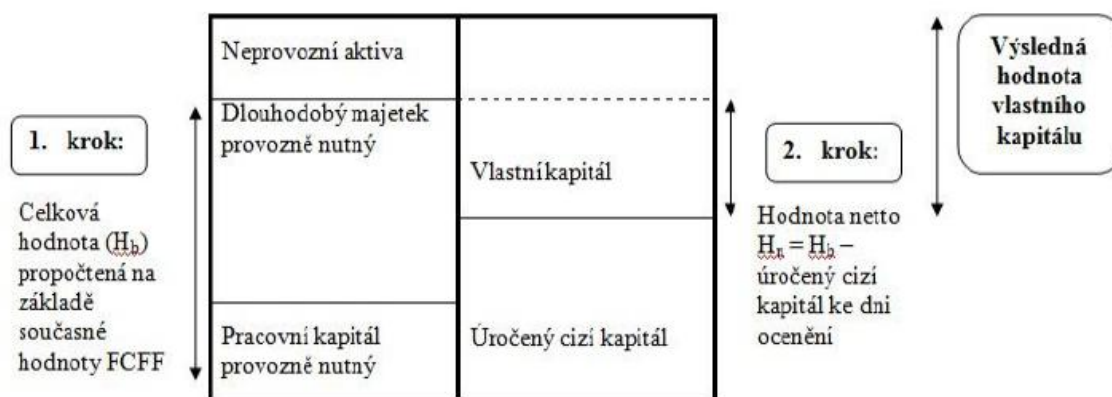 1. krok:
Celková
hodnota (Hb)
propočtená na
základě
současné
hodnoty FCFF
Neprovozní aktiva
Dlouhodobý majetek
provozně nutný
Pracovní kapitál
provozně nutný
Vlastní kapitál
Úročený cizí kapitál
2. krok:
Hodnota netto
Hn = Hb –
úročený cizí
kapitál ke dni
ocenění
Výsledná
hodnota
vlastního
kapitálu